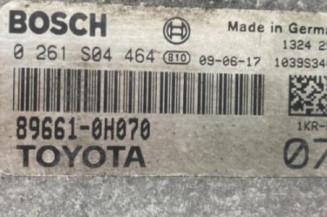 BOSCH Made in Germ
1324 2
0 261 S04 464 810 09-06-17 1039S34
89661-0H070
1KR-
TOYOTA 07